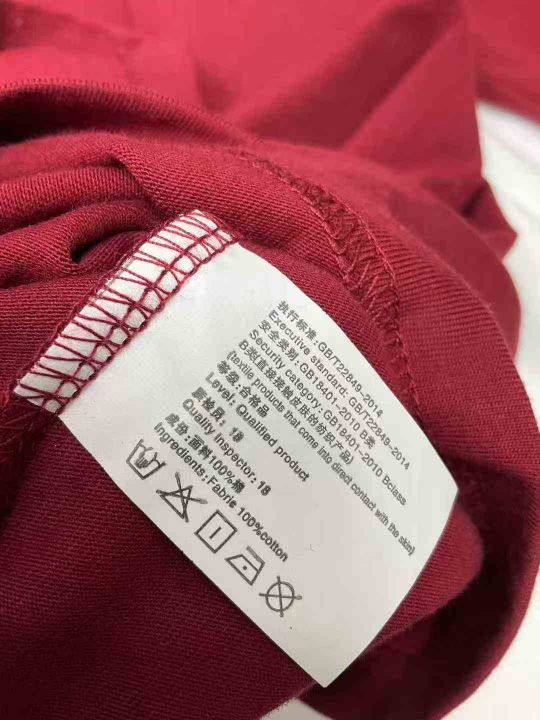 执行标准：GB/T22849-2014
Executive standard: GB/T22849-2014
安全类别：GB18401-2010 B类
Security category: GB18401-2010 Bclass
B类(直接接触皮肤的纺织产品)
(textile products that come into direct contact with the skin)
等级：合格品
Level: Qualified product
检验员：18
Quality Inspector: 18
成份：面料100%棉
Ingredients: Fabric 100%cotton